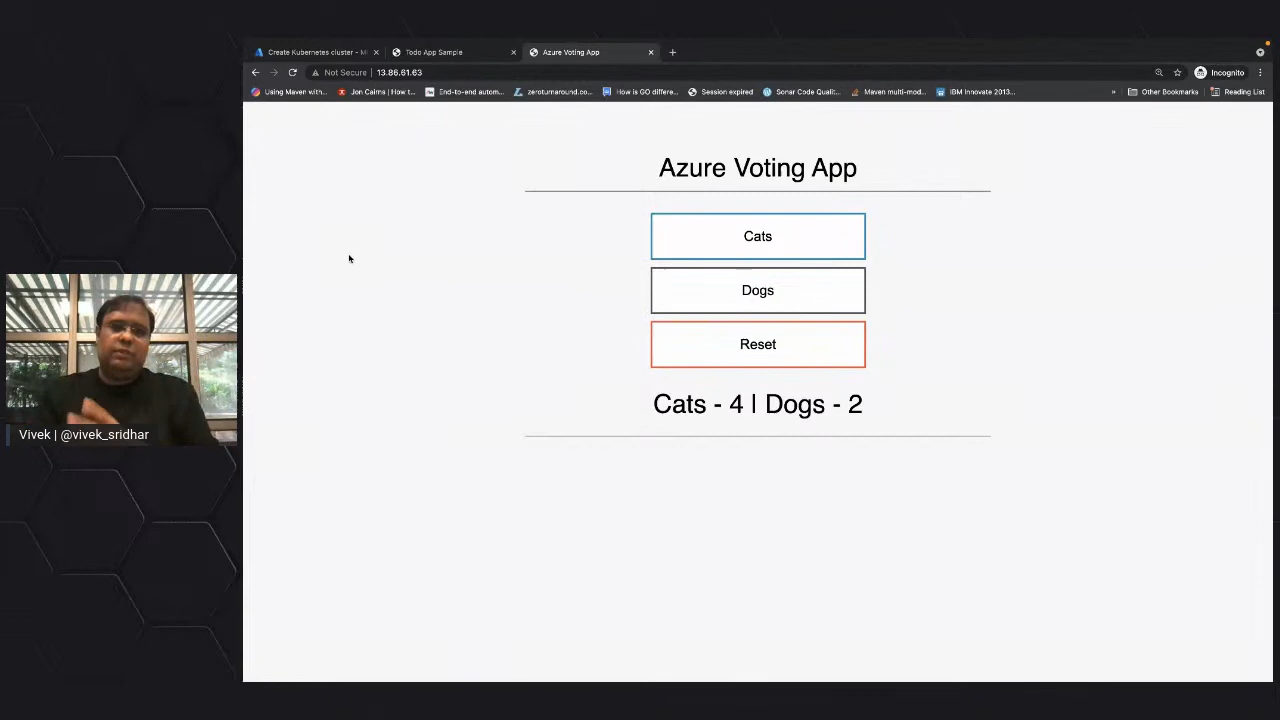 Create Kubernetes cluster - Mi
Todo App Sample
Azure Voting App
Not Secure
13.86.61.63
Incognito
Using Maven with...
Jon Cairns | How t...
End-to-end autom...
zeroturnaround.co...
How is GO differe...
Session expired
Sonar Code Qualit...
Maven multi-mod...
IBM Innovate 2013...
»
Other Bookmarks
Reading List
Azure Voting App
Cats
Dogs
Reset
Cats - 4 | Dogs - 2
Vivek | @vivek_sridhar